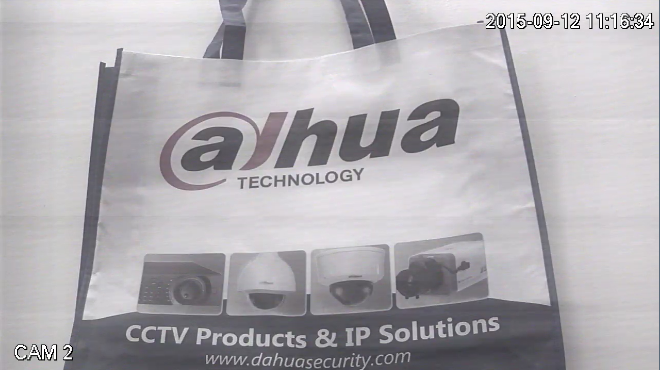 2015-09-12 11:16:34
alhua
TECHNOLOGY
CCTV Products & IP Solutions
www.dahuasecurity.com
CAM 2